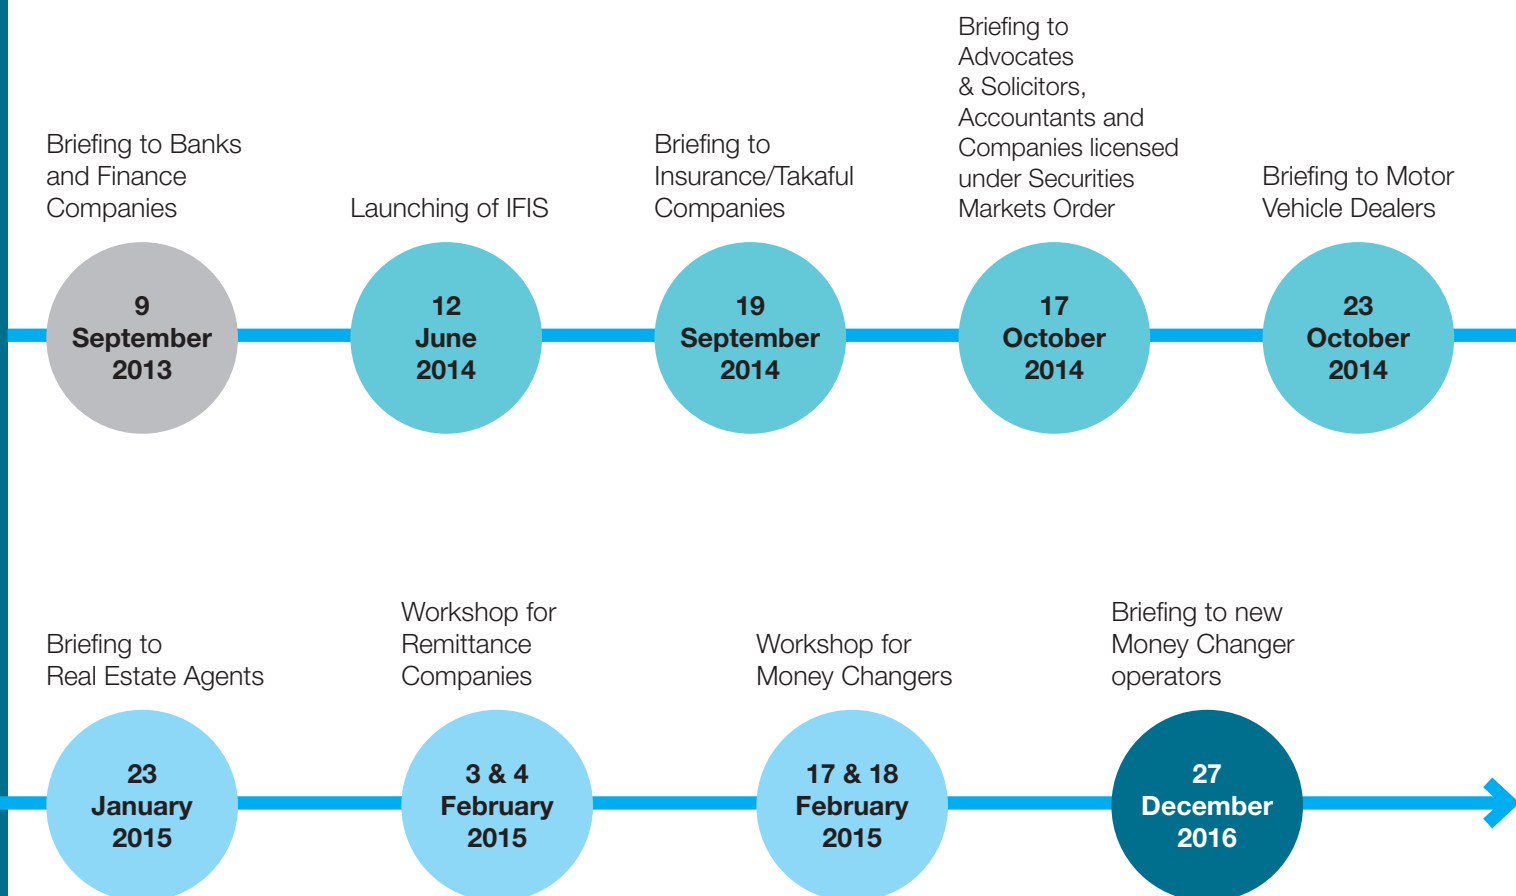 Briefing to Banks
and Finance
Companies
9
September
2013
Launching of IFIS
12
June
2014
Briefing to
Insurance/Takaful
Companies
19
September
2014
Briefing to
Advocates
& Solicitors,
Accountants and
Companies licensed
under Securities
Markets Order
17
October
2014
Briefing to Motor
Vehicle Dealers
23
October
2014
Briefing to
Real Estate Agents
23
January
2015
Workshop for
Remittance
Companies
3 & 4
February
2015
Workshop for
Money Changers
17 & 18
February
2015
Briefing to new
Money Changer
operators
27
December
2016